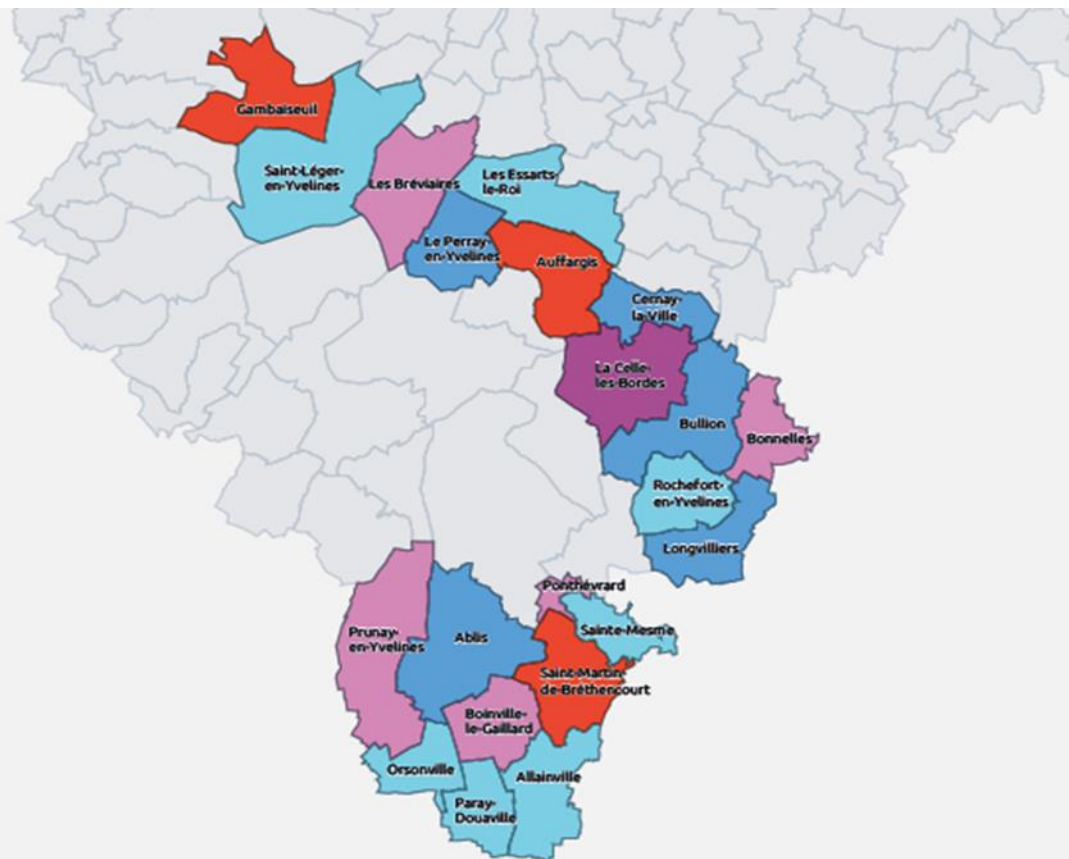 Gambaiseuil
Saint-Léger-
en-Yvelines
Les Bréviaires
Les Essarts-
le-Roi
Le Perray-
en-Yvelines
Auffargis
Cernay-
la-Ville
La Celle-
les-Bordes
Bullion
Bonnelles
Rochefort-
en-Yvelines
Longvilliers
Ponthévrard
Sainte-Mesme
Prunay-
en-Yvelines
Ablis
Saint-Martin-
de-Bréthencourt
Boinville-
le-Gaillard
Orsonville
Allainville
Paray-
Douaville